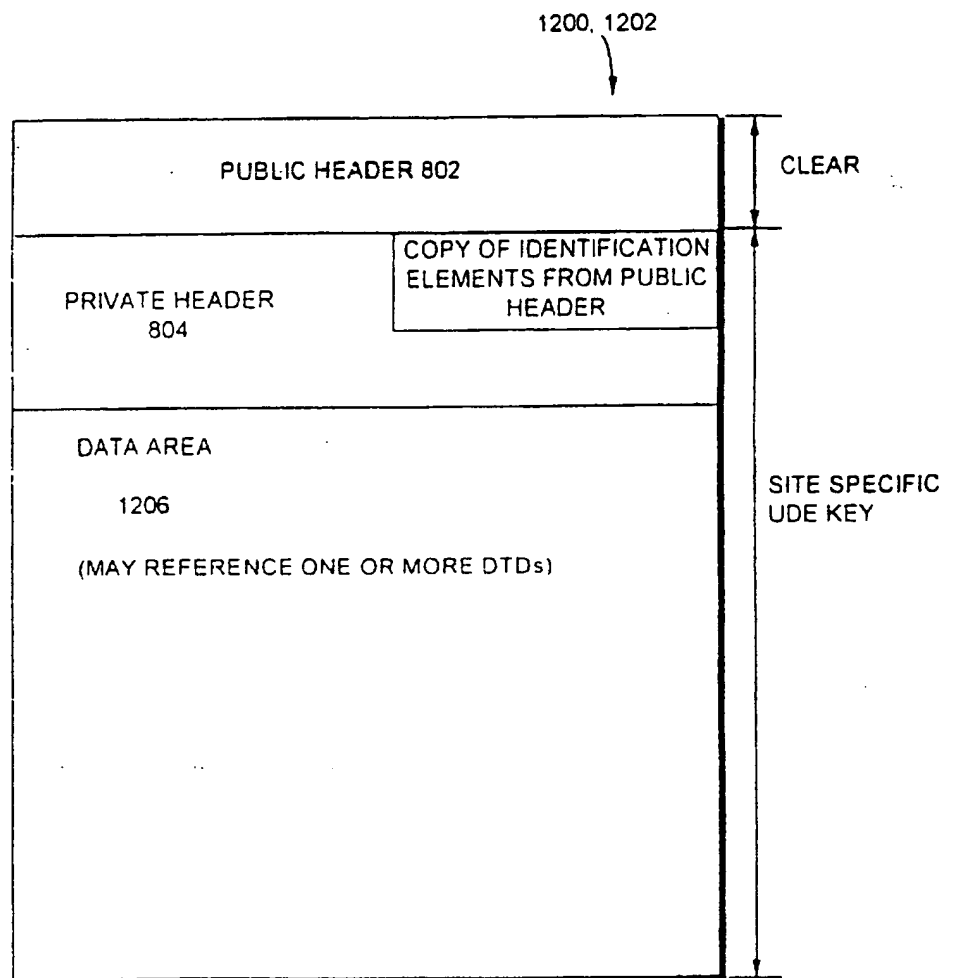 1200, 1202
PUBLIC HEADER 802
CLEAR
COPY OF IDENTIFICATION
ELEMENTS FROM PUBLIC
HEADER
PRIVATE HEADER
804
DATA AREA
1206
(MAY REFERENCE ONE OR MORE DTDs)
SITE SPECIFIC
UDE KEY